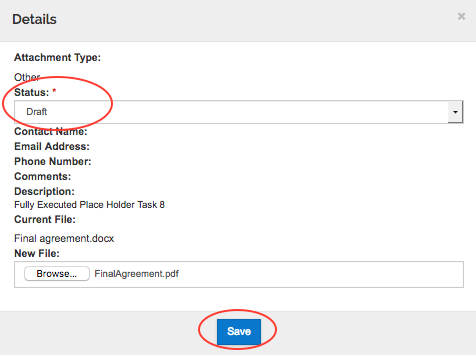 Details
×
Attachment Type:
Other
Status: *
Draft
Contact Name:
Email Address:
Phone Number:
Comments:
Description:
Fully Executed Place Holder Task 8
Current File:
Final agreement.docx
New File:
Browse... FinalAgreement.pdf
Save